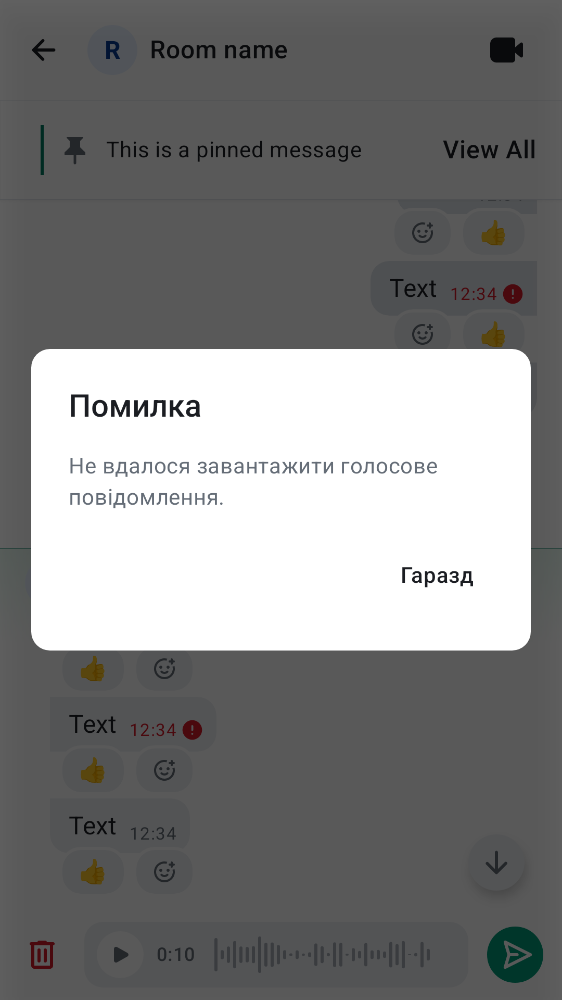 R Room name
This is a pinned message View All
Text 12:34
Помилка
Не вдалося завантажити голосове
повідомлення.
Гаразд
Text 12:34
Text 12:34
0:10